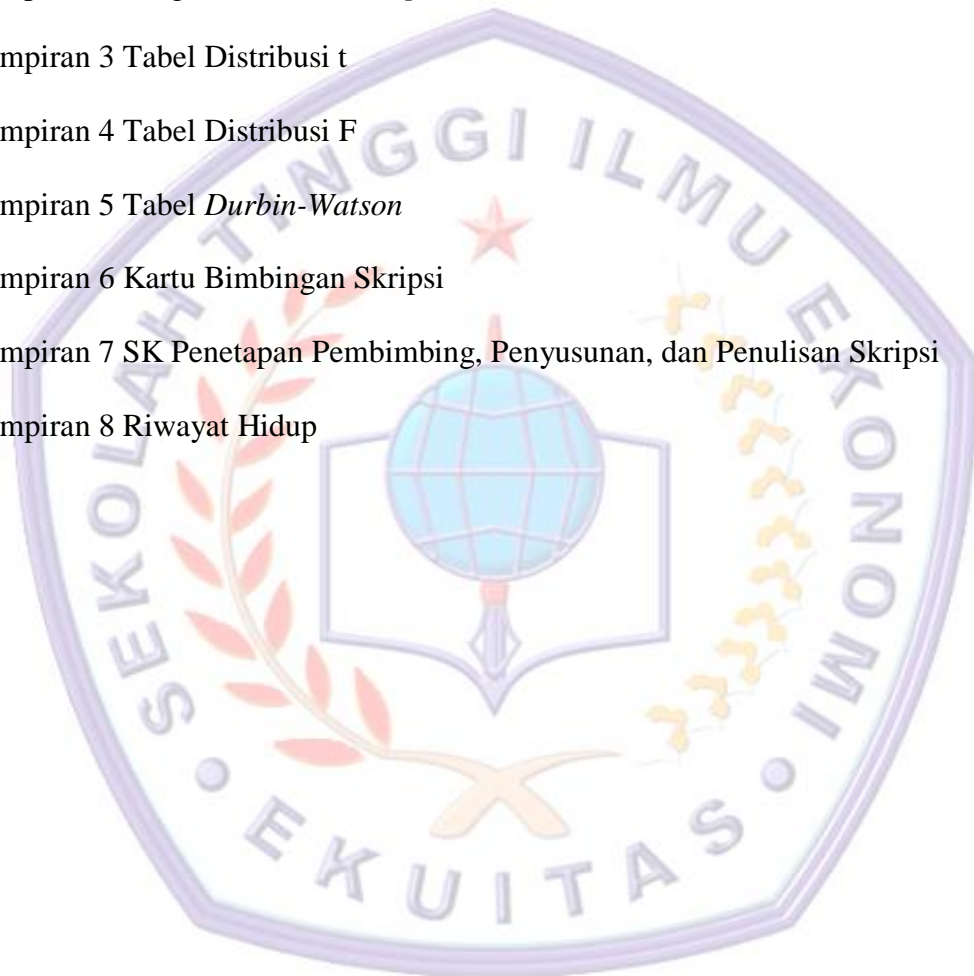 mpiran 3 Tabel Distribusi t
mpiran 4 Tabel Distribusi F
mpiran 5 Tabel Durbin-Watson
mpiran 6 Kartu Bimbingan Skripsi
mpiran 7 SK Penetapan Pembimbing, Penyusunan, dan Penulisan Skripsi
mpiran 8 Riwayat Hidup
SEKOLAH TINGGI ILMU EKONOMI
• EKUITAS •